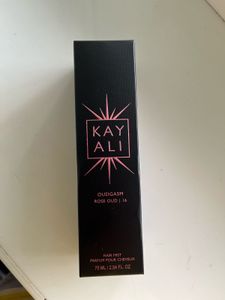 KAY
ALI
OUDGASM
ROSE OUD | 16
HAIR MIST
PARFUM POUR CHEVEUX
75 ML / 2.54 FL. OZ